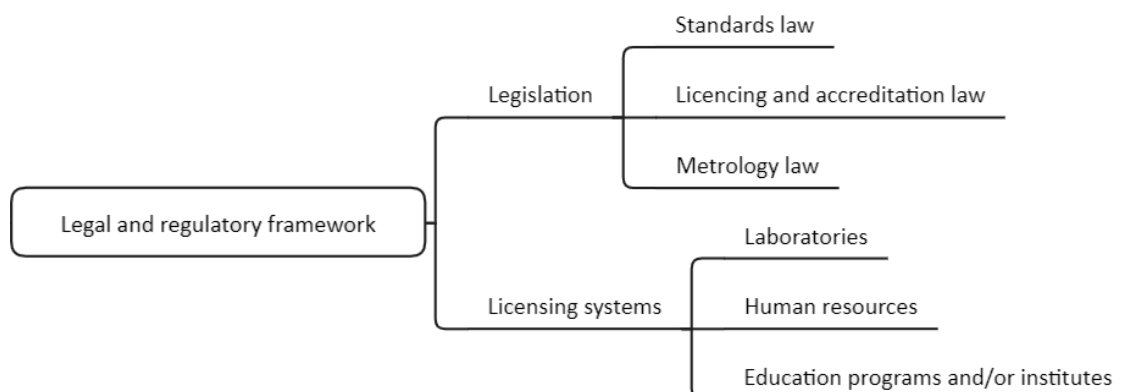 Legal and regulatory framework
Legislation
Standards law
Licencing and accreditation law
Metrology law
Licensing systems
Laboratories
Human resources
Education programs and/or institutes